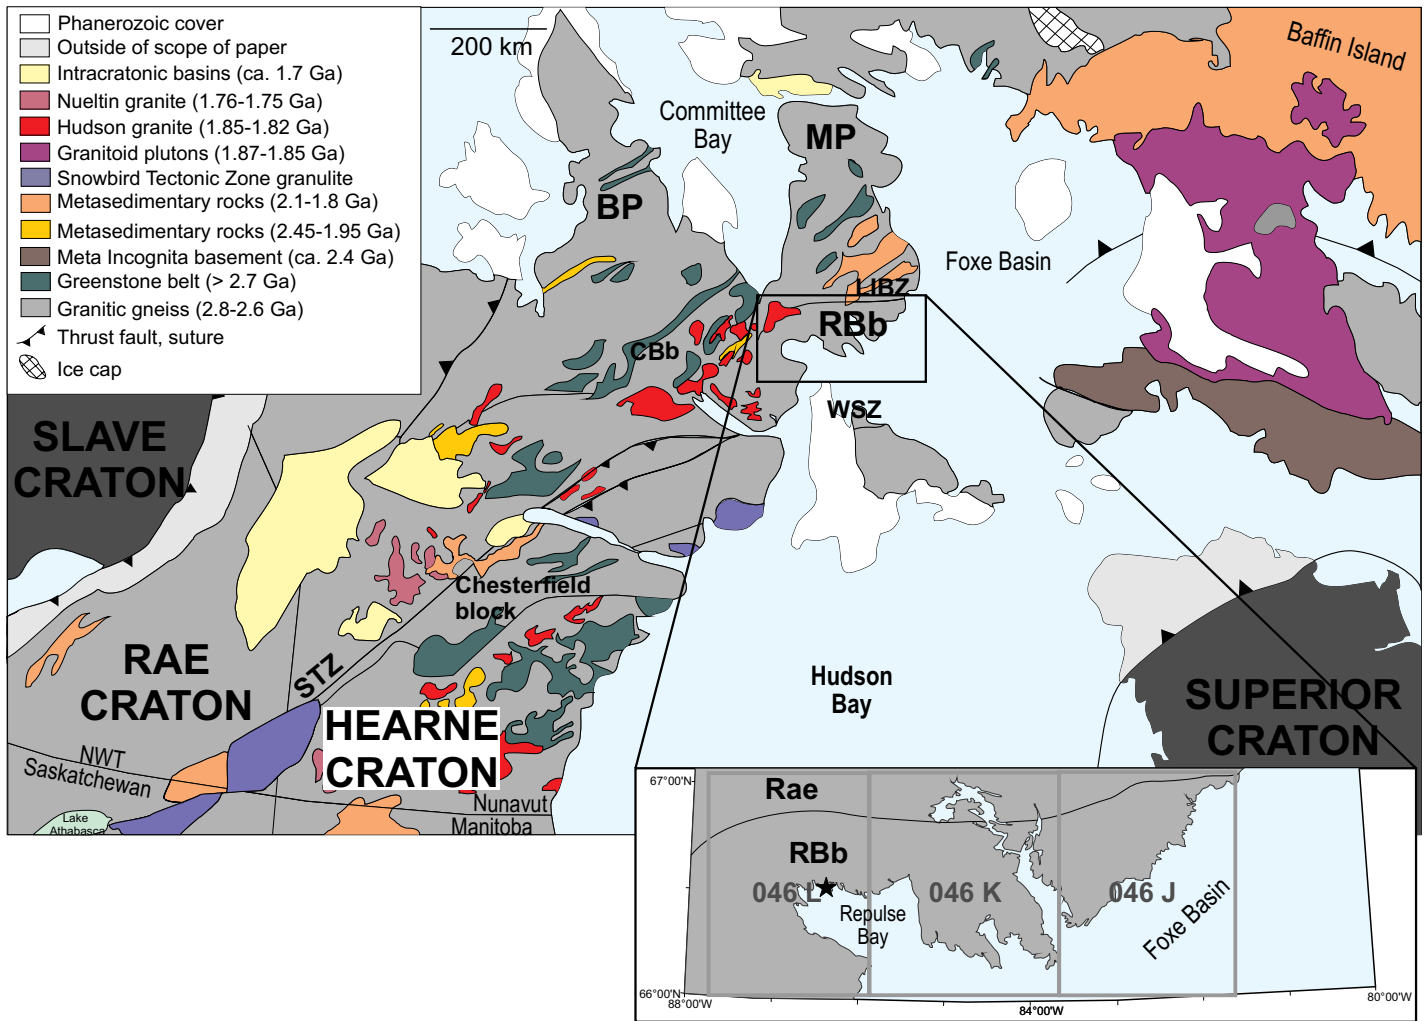 Phanerozoic cover
Outside of scope of paper
Intracratonic basins (ca. 1.7 Ga)
Nueltin granite (1.76-1.75 Ga)
Hudson granite (1.85-1.82 Ga)
Granitoid plutons (1.87-1.85 Ga)
Snowbird Tectonic Zone granulite
Metasedimentary rocks (2.1-1.8 Ga)
Metasedimentary rocks (2.45-1.95 Ga)
Meta Incognita basement (ca. 2.4 Ga)
Greenstone belt (> 2.7 Ga)
Granitic gneiss (2.8-2.6 Ga)
Thrust fault, suture
Ice cap
200 km
Baffin Island
Committee
Bay
MP
BP
Foxe Basin
LIBZ
RBb
CBb
WSZ
SLAVE
CRATON
Chesterfield
block
RAE
CRATON
STZ
HEARNE
CRATON
Hudson
Bay
SUPERIOR
CRATON
NWT
Saskatchewan
Nunavut
Manitoba
Lake
Athabasca
67°00'N
Rae
RBb
046 L
046 K
046 J
Repulse
Bay
Foxe Basin
66°00'N
88°00'W
84°00'W
80°00'W